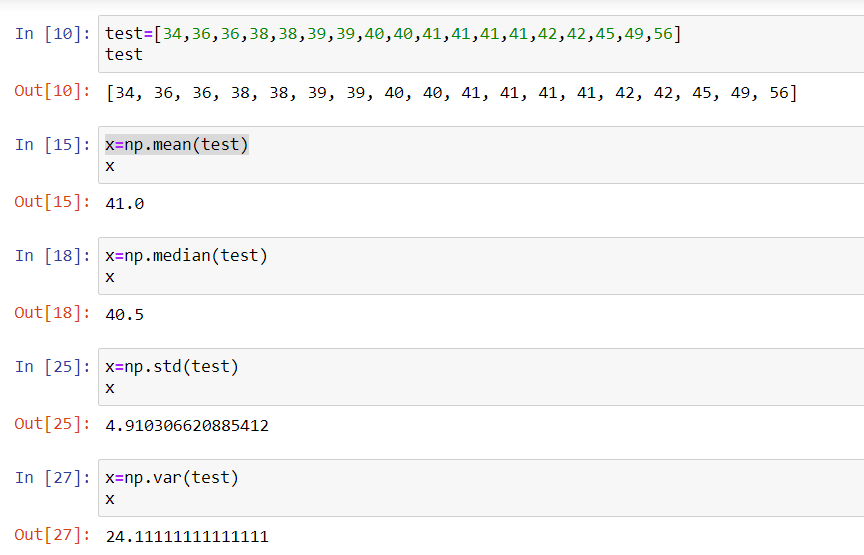 In [10]: test=[34,36,36,38,38,39,39,40,40,41,41,41,41,42,42,45,49,56]
test
Out[10]: [34, 36, 36, 38, 38, 39, 39, 40, 40, 41, 41, 41, 41, 42, 42, 45, 49, 56]
In [15]: x=np.mean(test)
x
Out[15]: 41.0
In [18]: x=np.median(test)
x
Out[18]: 40.5
In [25]: x=np.std(test)
x
Out[25]: 4.910306620885412
In [27]: x=np.var(test)
x
Out[27]: 24.11111111111111